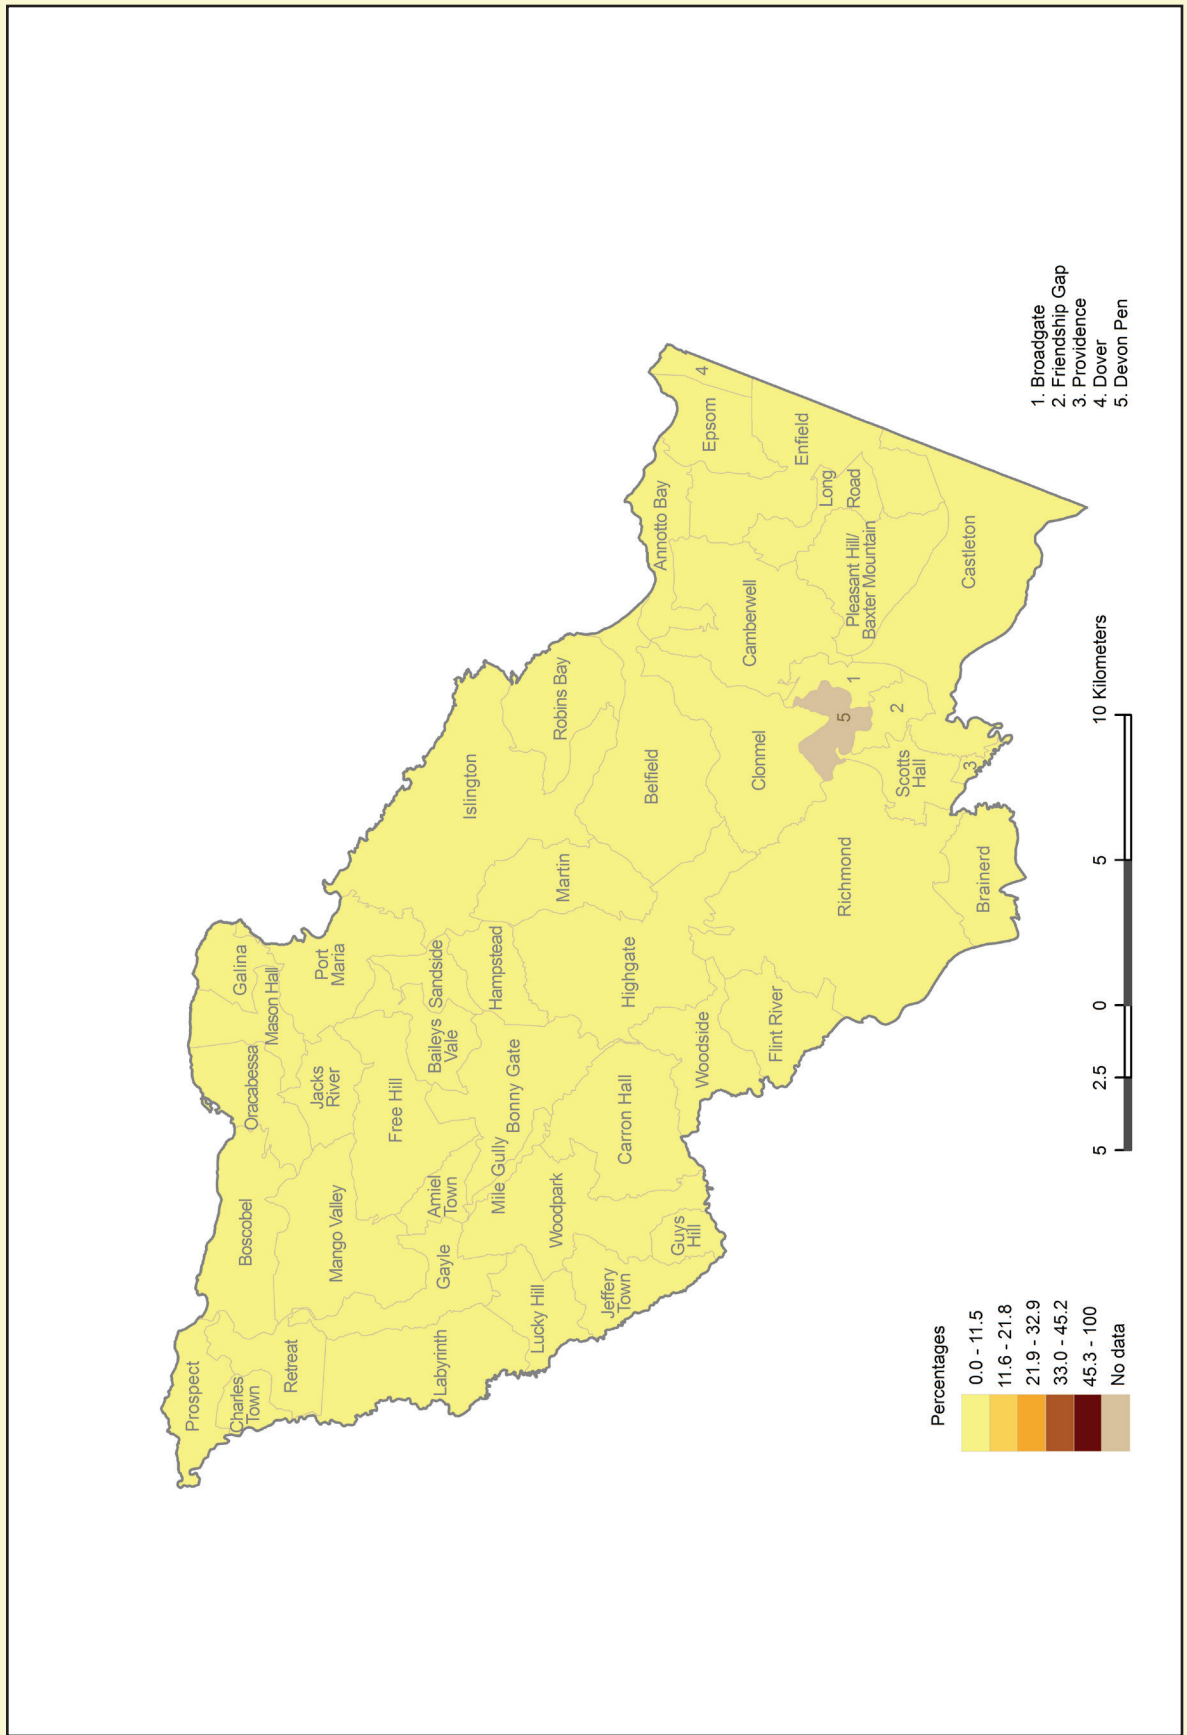 Prospect
Charles
Town
Retreat
Boscobel
Oracabessa
Galina
Mason Hall
Port
Maria
Jacks
River
Mango Valley
Free Hill
Labyrinth
Gayle
Amiel
Town
Baileys
Vale
Sandside
Islington
Mile Gully
Bonny Gate
Hampstead
Lucky Hill
Woodpark
Martin
Robins Bay
Jeffery
Town
Carron Hall
Highgate
Belfield
Annotto Bay
Guys
Hill
Woodside
Epsom
4
Flint River
Clonmel
Camberwell
Enfield
Long
Road
Richmond
5
1
Pleasant Hill/
Baxter Mountain
Scotts
Hall
2
3
Brainerd
Castleton
Percentages
0.0 - 11.5
11.6 - 21.8
21.9 - 32.9
33.0 - 45.2
45.3 - 100
No data
5
2.5
0
5
10 Kilometers
1. Broadgate
2. Friendship Gap
3. Providence
4. Dover
5. Devon Pen